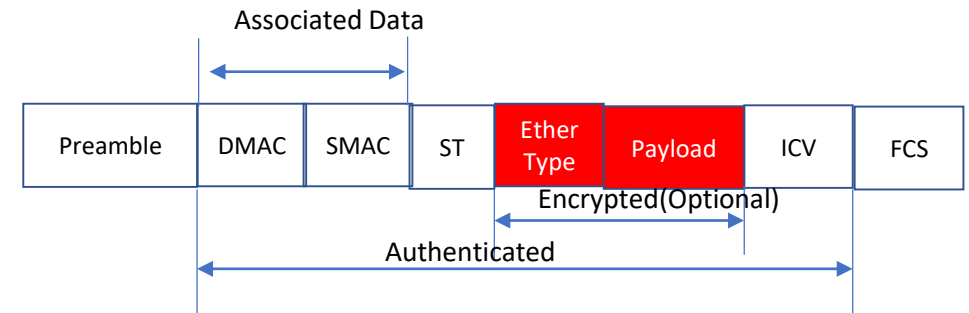 Associated Data
Preamble DMAC SMAC ST Ether Type Payload ICV FCS
Encrypted(Optional)
Authenticated